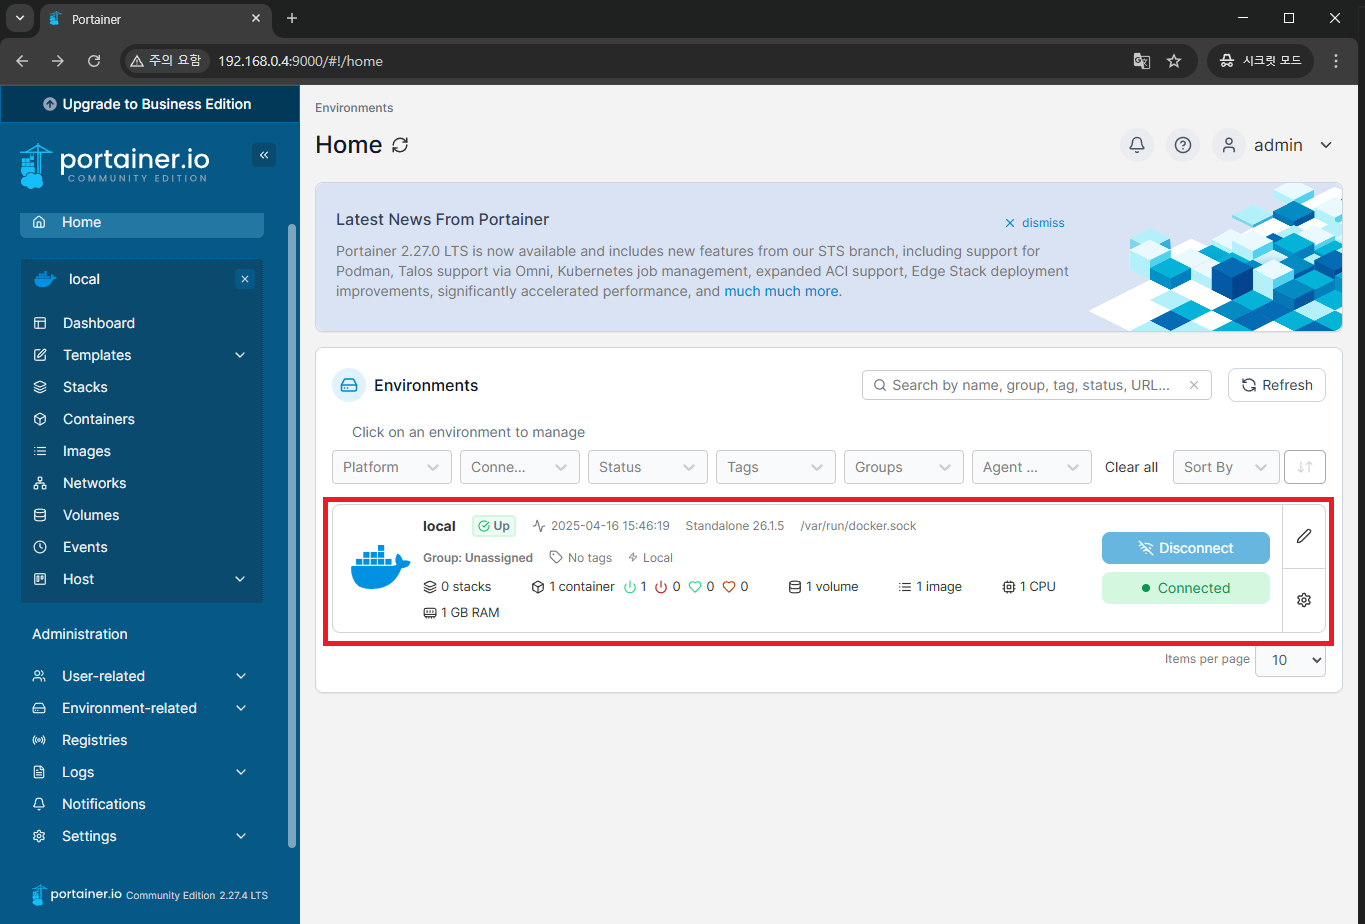 Portainer
주의 요함
192.168.0.4:9000/#!/home
시크릿 모드
Upgrade to Business Edition
portainer.io
COMMUNITY EDITION
Home
local
Dashboard
Templates
Stacks
Containers
Images
Networks
Volumes
Events
Host
Administration
User-related
Environment-related
Registries
Logs
Notifications
Settings
portainer.io Community Edition 2.27.4 LTS
Environments
Home
admin
Latest News From Portainer
dismiss
Portainer 2.27.0 LTS is now available and includes new features from our STS branch, including support for
Podman, Talos support via Omni, Kubernetes job management, expanded ACI support, Edge Stack deployment
improvements, significantly accelerated performance, and much much more.
Environments
Search by name, group, tag, status, URL...
Refresh
Click on an environment to manage
Platform Conne... Status Tags Groups Agent ... Clear all Sort By
local Up 2025-04-16 15:46:19 Standalone 26.1.5 /var/run/docker.sock
Group: Unassigned No tags Local
0 stacks 1 container 1 0 0 0 1 volume 1 image 1 CPU
1 GB RAM
Disconnect
Connected
Items per page 10